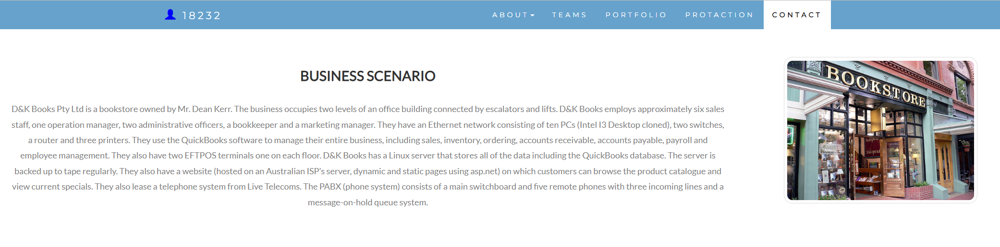 18232
ABOUT
TEAMS
PORTFOLIO
PROTACTION
CONTACT
BUSINESS SCENARIO
D&K Books Pty Ltd is a bookstore owned by Mr. Dean Kerr. The business occupies two levels of an office building connected by escalators and lifts. D&K Books employs approximately six sales
staff, one operation manager, two administrative officers, a bookkeeper and a marketing manager. They have an Ethernet network consisting of ten PCs (Intel I3 Desktop cloned), two switches,
a router and three printers. They use the QuickBooks software to manage their entire business, including sales, inventory, ordering, accounts receivable, accounts payable, payroll and
employee management. They also have two EFTPOS terminals one on each floor. D&K Books has a Linux server that stores all of the data including the QuickBooks database. The server is
backed up to tape regularly. They also have a website (hosted on an Australian ISP’s server, dynamic and static pages using asp.net) on which customers can browse the product catalogue and
view current specials. They also lease a telephone system from Live Telecoms. The PABX (phone system) consists of a main switchboard and five remote phones with three incoming lines and a
message-on-hold queue system.
BOOKSTORE